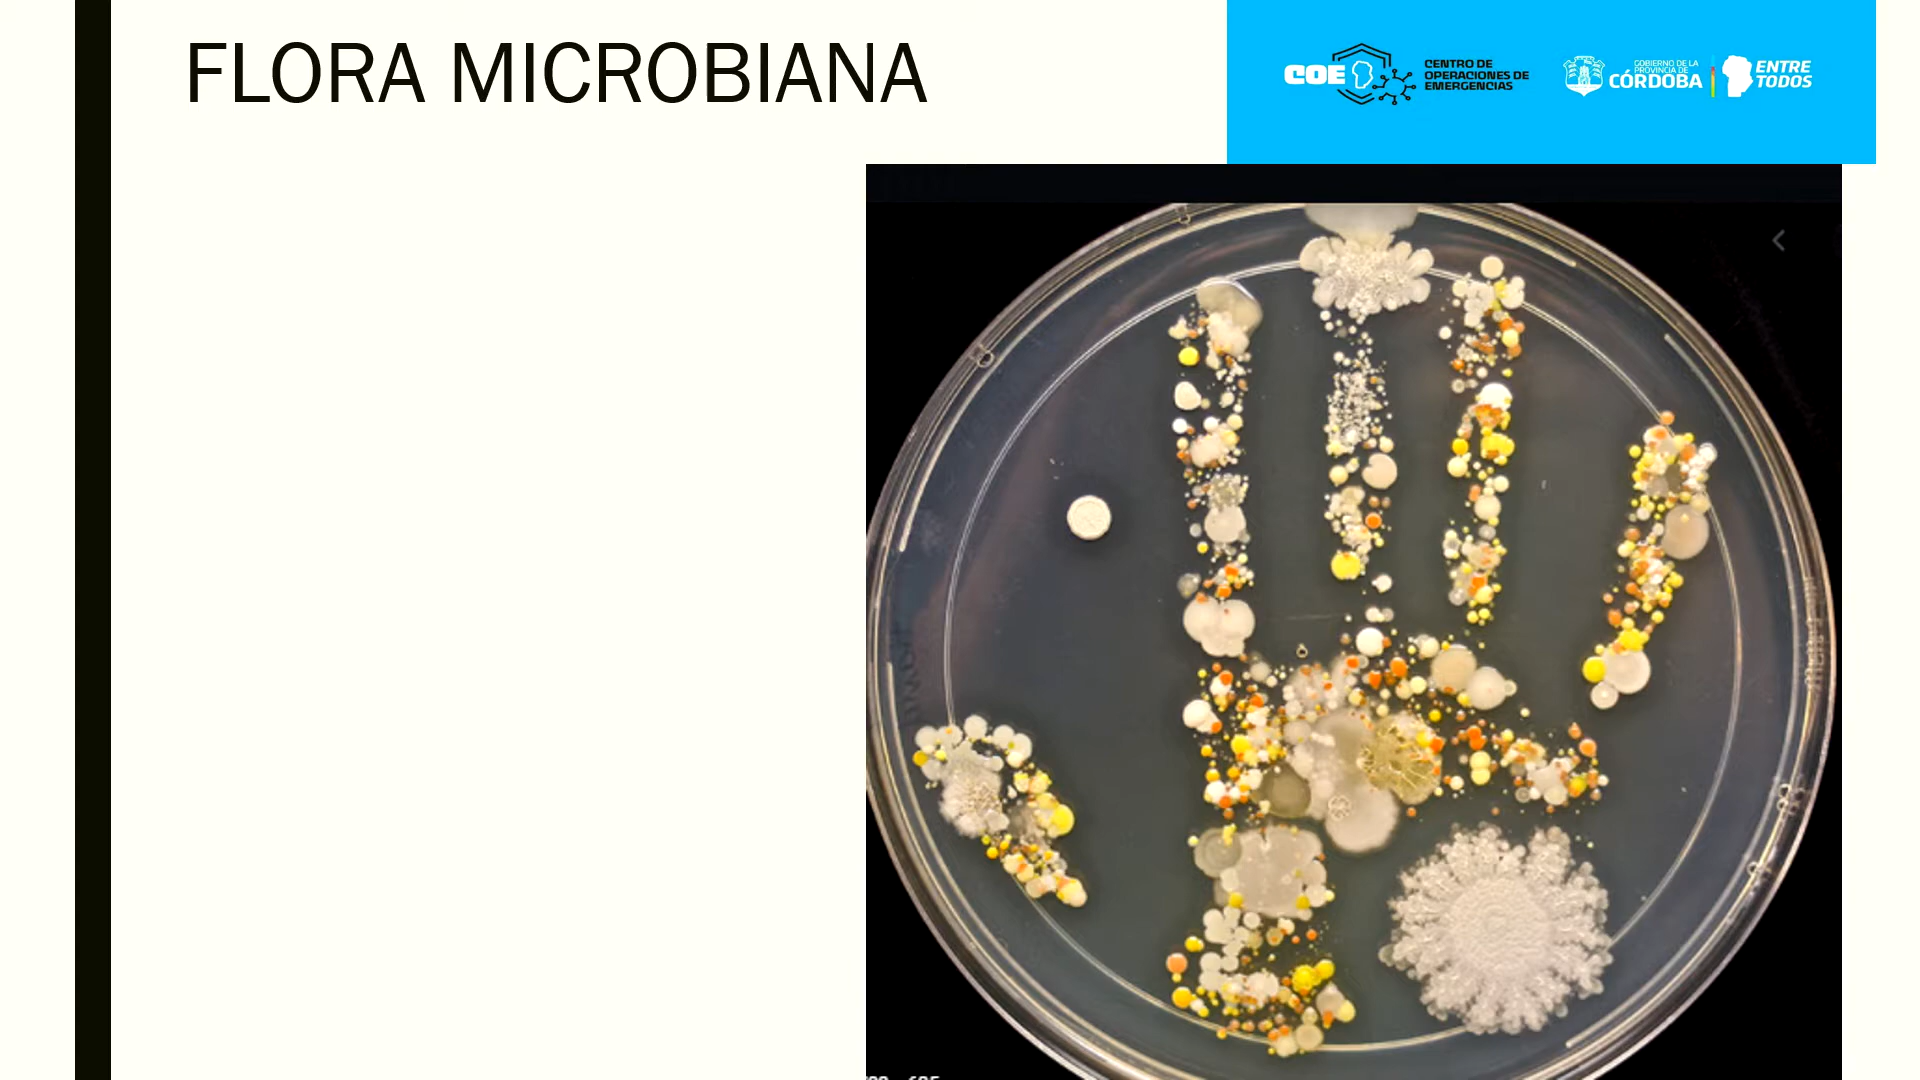 FLORA MICROBIANA
COE
CENTRO DE
OPERACIONES DE
EMERGENCIAS
GOBIERNO DE LA
PROVINCIA DE
CÓRDOBA
ENTRE
TODOS